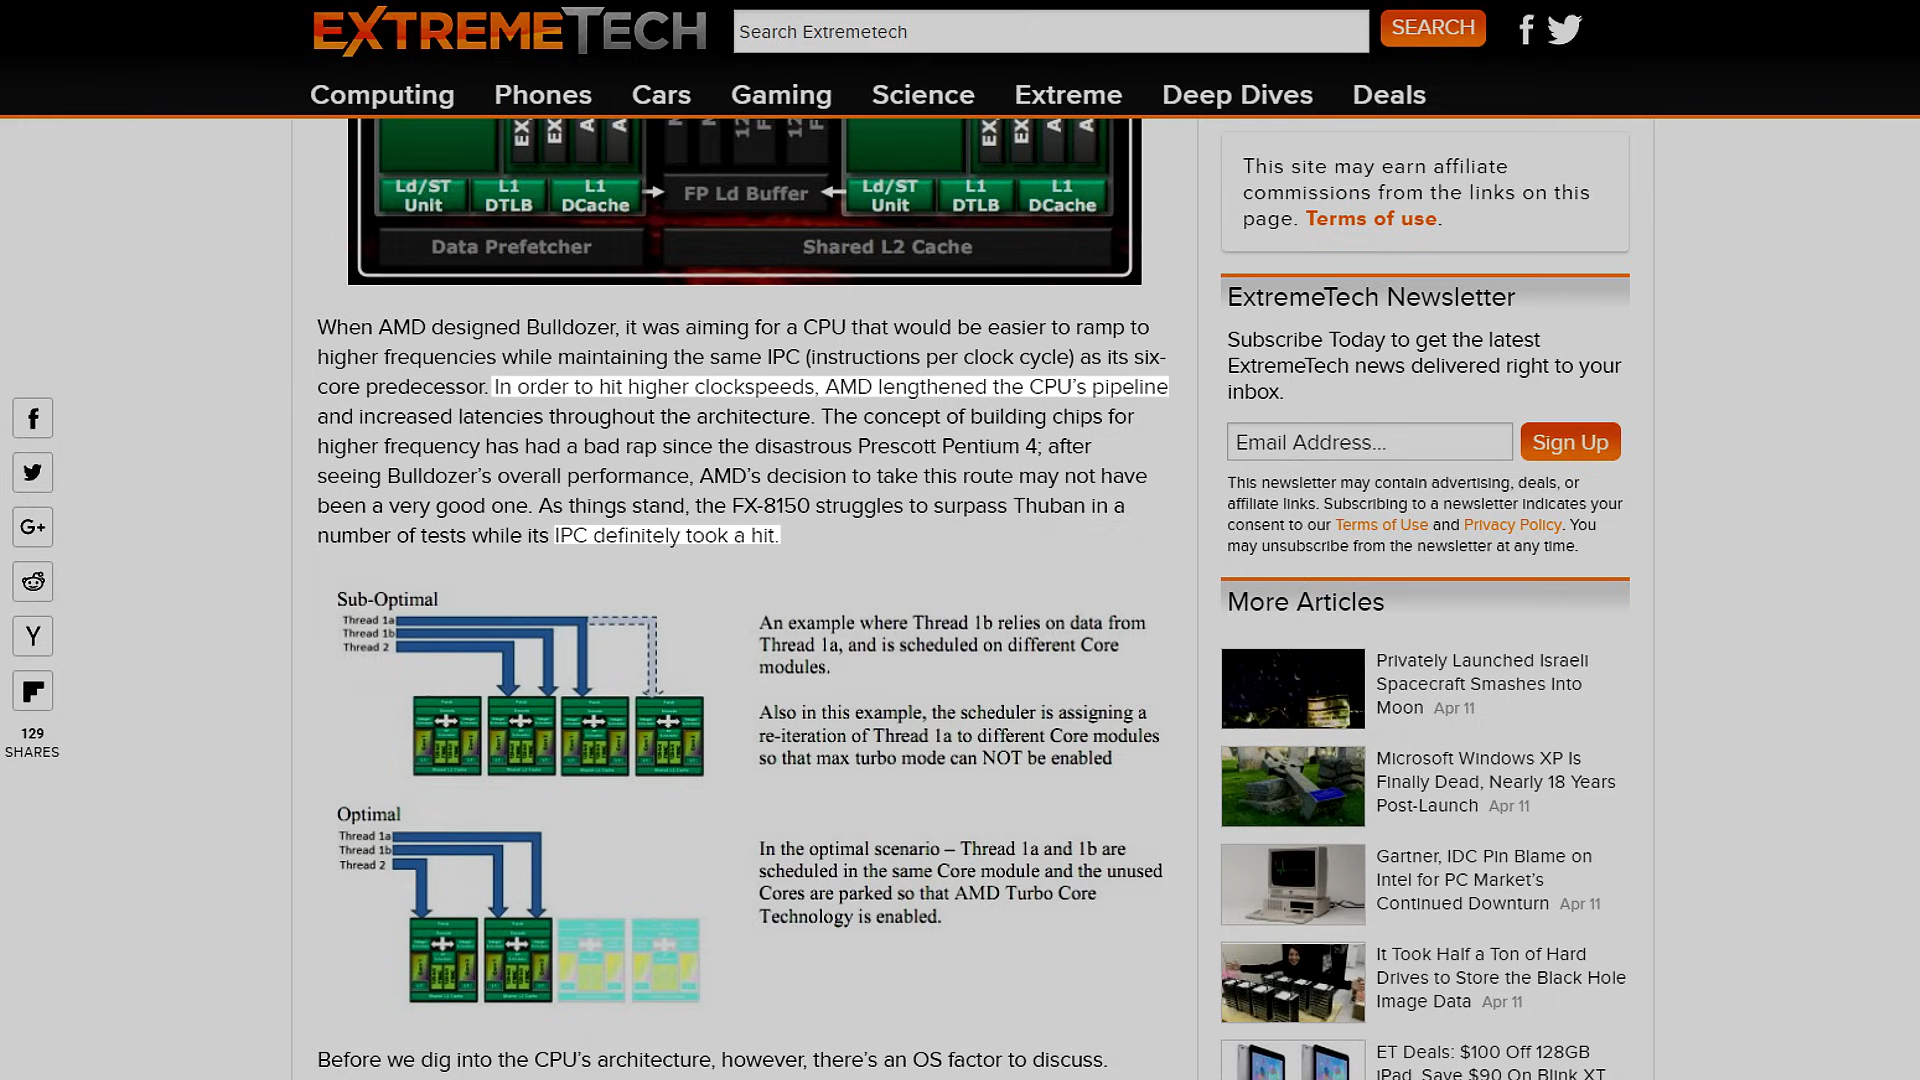 EXTREMETECH
Search Extremetech
SEARCH
Computing Phones Cars Gaming Science Extreme Deep Dives Deals
Ld/ST Unit
L1 DTLB
L1 DCache
FP Ld Buffer
Ld/ST Unit
L1 DTLB
L1 DCache
Data Prefetcher
Shared L2 Cache
When AMD designed Bulldozer, it was aiming for a CPU that would be easier to ramp to
higher frequencies while maintaining the same IPC (instructions per clock cycle) as its six-
core predecessor. In order to hit higher clockspeeds, AMD lengthened the CPU's pipeline
and increased latencies throughout the architecture. The concept of building chips for
higher frequency has had a bad rap since the disastrous Prescott Pentium 4; after
seeing Bulldozer's overall performance, AMD's decision to take this route may not have
been a very good one. As things stand, the FX-8150 struggles to surpass Thuban in a
number of tests while its IPC definitely took a hit.
Sub-Optimal
Thread 1a
Thread 1b
Thread 2
An example where Thread 1b relies on data from
Thread 1a, and is scheduled on different Core
modules.
Also in this example, the scheduler is assigning a
re-iteration of Thread 1a to different Core modules
so that max turbo mode can NOT be enabled
Optimal
Thread 1a
Thread 1b
Thread 2
In the optimal scenario – Thread 1a and 1b are
scheduled in the same Core module and the unused
Cores are parked so that AMD Turbo Core
Technology is enabled.
Before we dig into the CPU's architecture, however, there's an OS factor to discuss.
G+
Y
129
SHARES
This site may earn affiliate
commissions from the links on this
page. Terms of use.
ExtremeTech Newsletter
Subscribe Today to get the latest
ExtremeTech news delivered right to your
inbox.
Email Address...
Sign Up
This newsletter may contain advertising, deals, or
affiliate links. Subscribing to a newsletter indicates your
consent to our Terms of Use and Privacy Policy. You
may unsubscribe from the newsletter at any time.
More Articles
Privately Launched Israeli
Spacecraft Smashes Into
Moon Apr 11
Microsoft Windows XP Is
Finally Dead, Nearly 18 Years
Post-Launch Apr 11
Gartner, IDC Pin Blame on
Intel for PC Market's
Continued Downturn Apr 11
It Took Half a Ton of Hard
Drives to Store the Black Hole
Image Data Apr 11
ET Deals: $100 Off 128GB
iPad, Save $90 On Blink XT